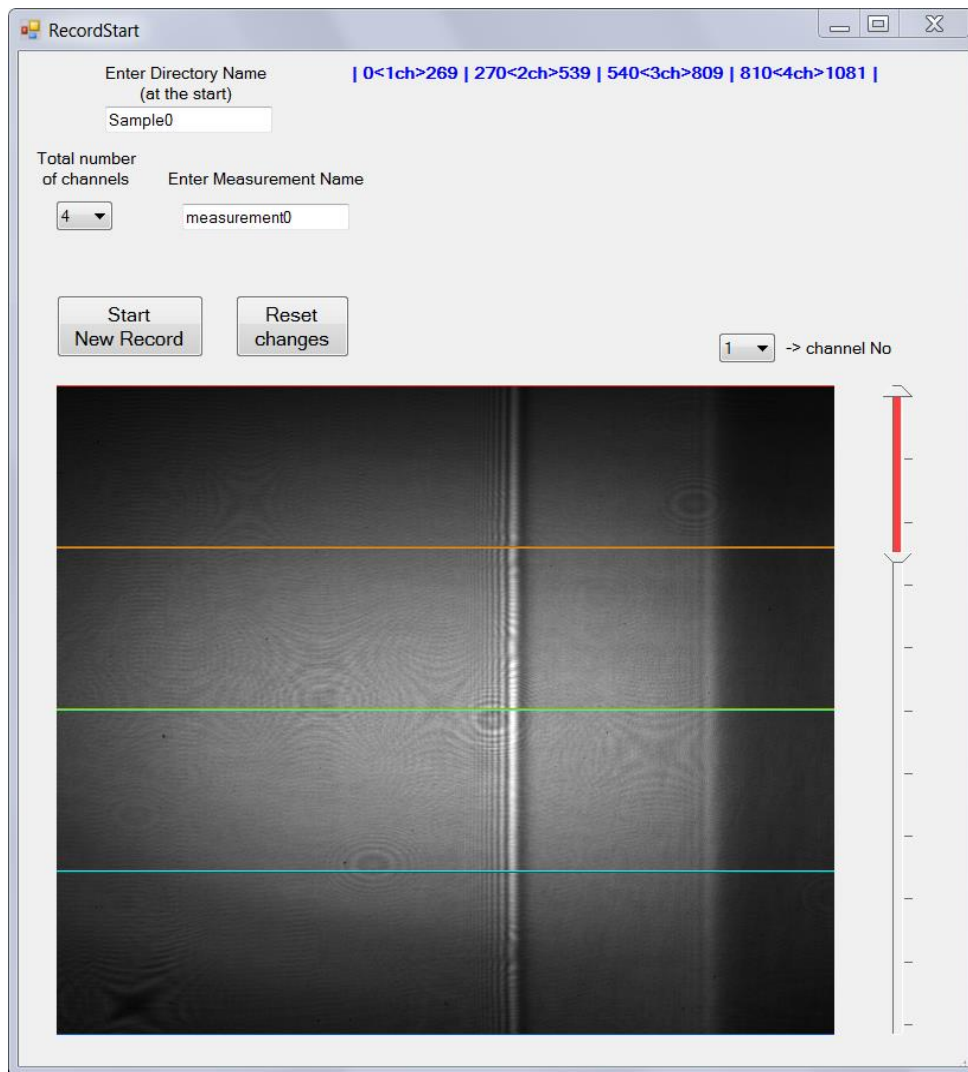 RecordStart
Enter Directory Name
(at the start)
| 0<1ch>269 | 270<2ch>539 | 540<3ch>809 | 810<4ch>1081 |
Sample0
Total number
of channels
Enter Measurement Name
4
measurement0
Start
New Record
Reset
changes
1
-> channel No